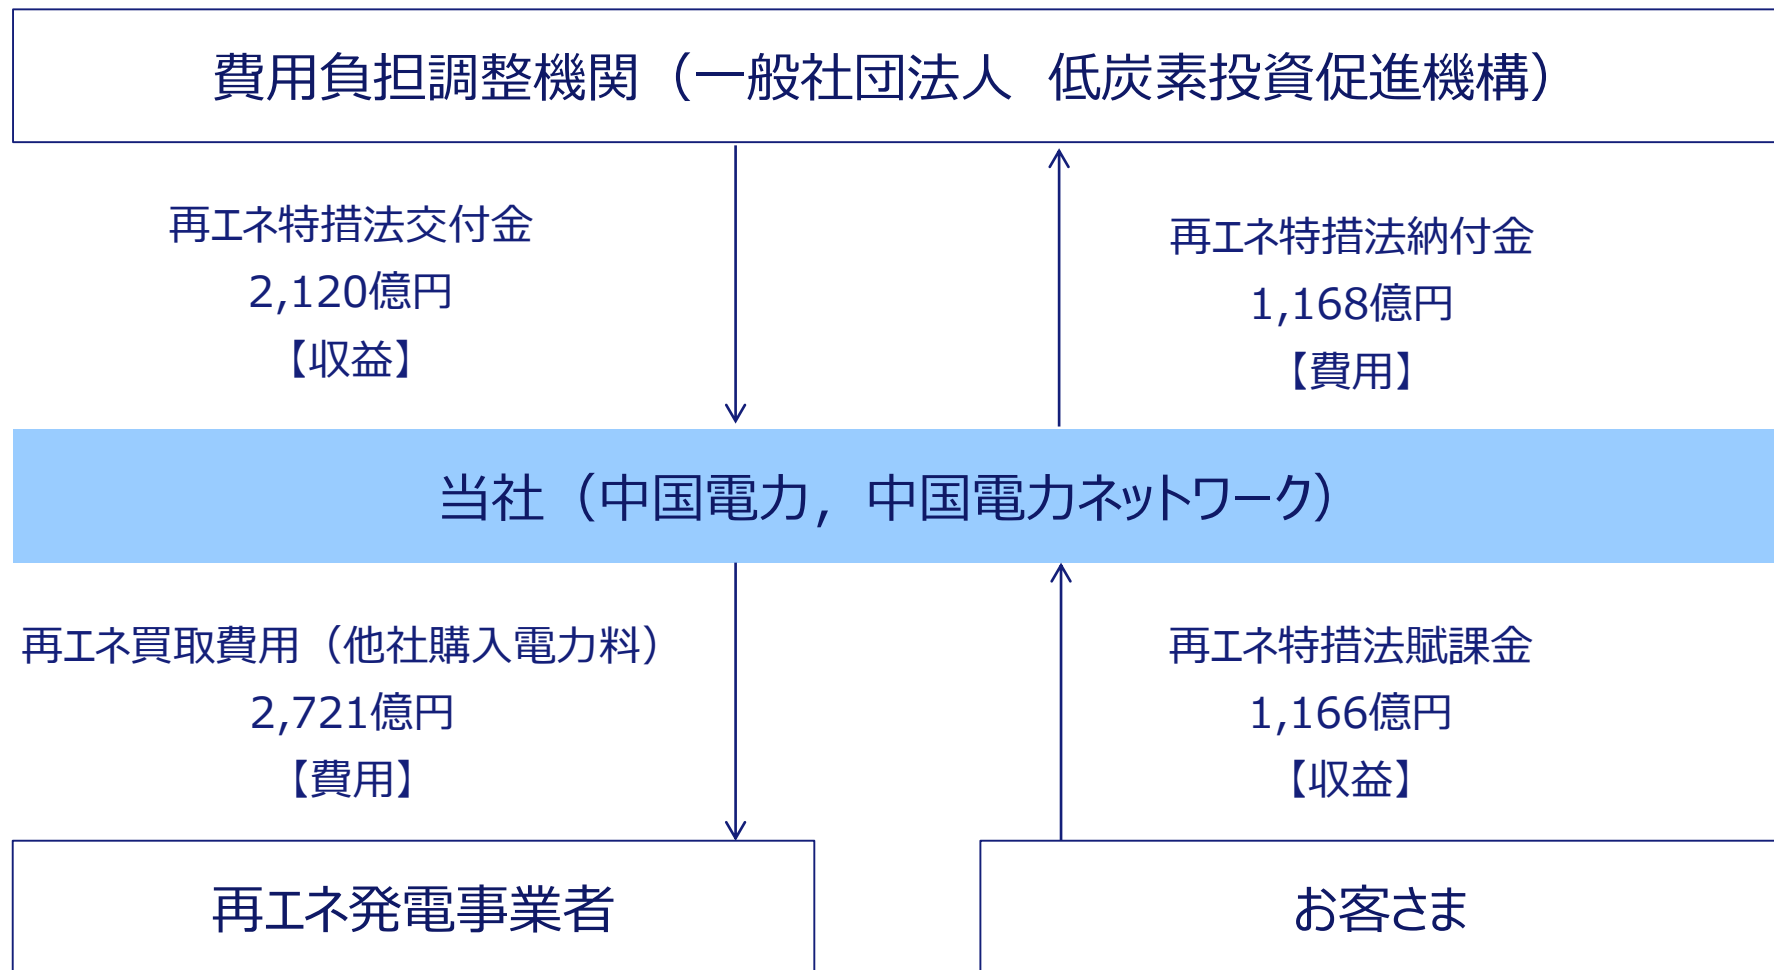 費用負担調整機関（一般社団法人　低炭素投資促進機構）
再エネ特措法交付金
2,120億円
【収益】
再エネ特措法納付金
1,168億円
【費用】
当社（中国電力，中国電力ネットワーク）
再エネ買取費用（他社購入電力料）
2,721億円
【費用】
再エネ特措法賦課金
1,166億円
【収益】
再エネ発電事業者
お客さま